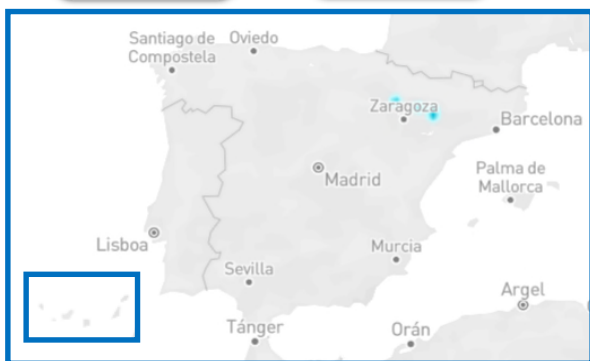 Santiago de
Compostela
Oviedo
Zaragoza
Barcelona
Madrid
Palma de
Mallorca
Lisboa
Murcia
Sevilla
Argel
Tánger
Orán